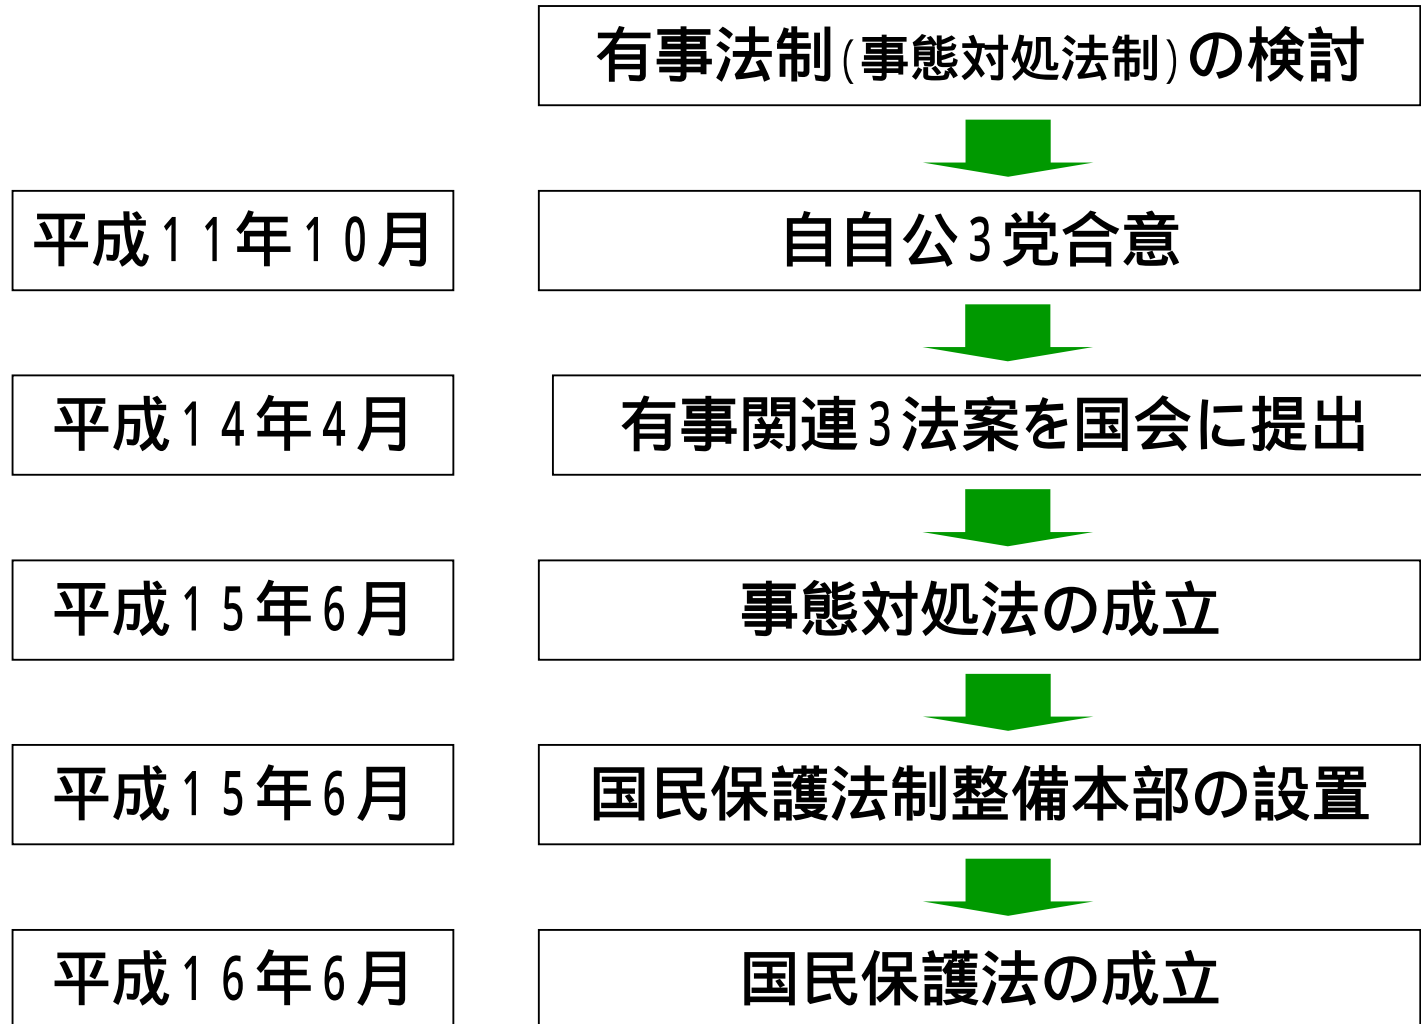 有事法制(事態対処法制)の検討
平成11年10月
自自公3党合意
平成14年4月
有事関連3法案を国会に提出
平成15年6月
事態対処法の成立
平成15年6月
国民保護法制整備本部の設置
平成16年6月
国民保護法の成立